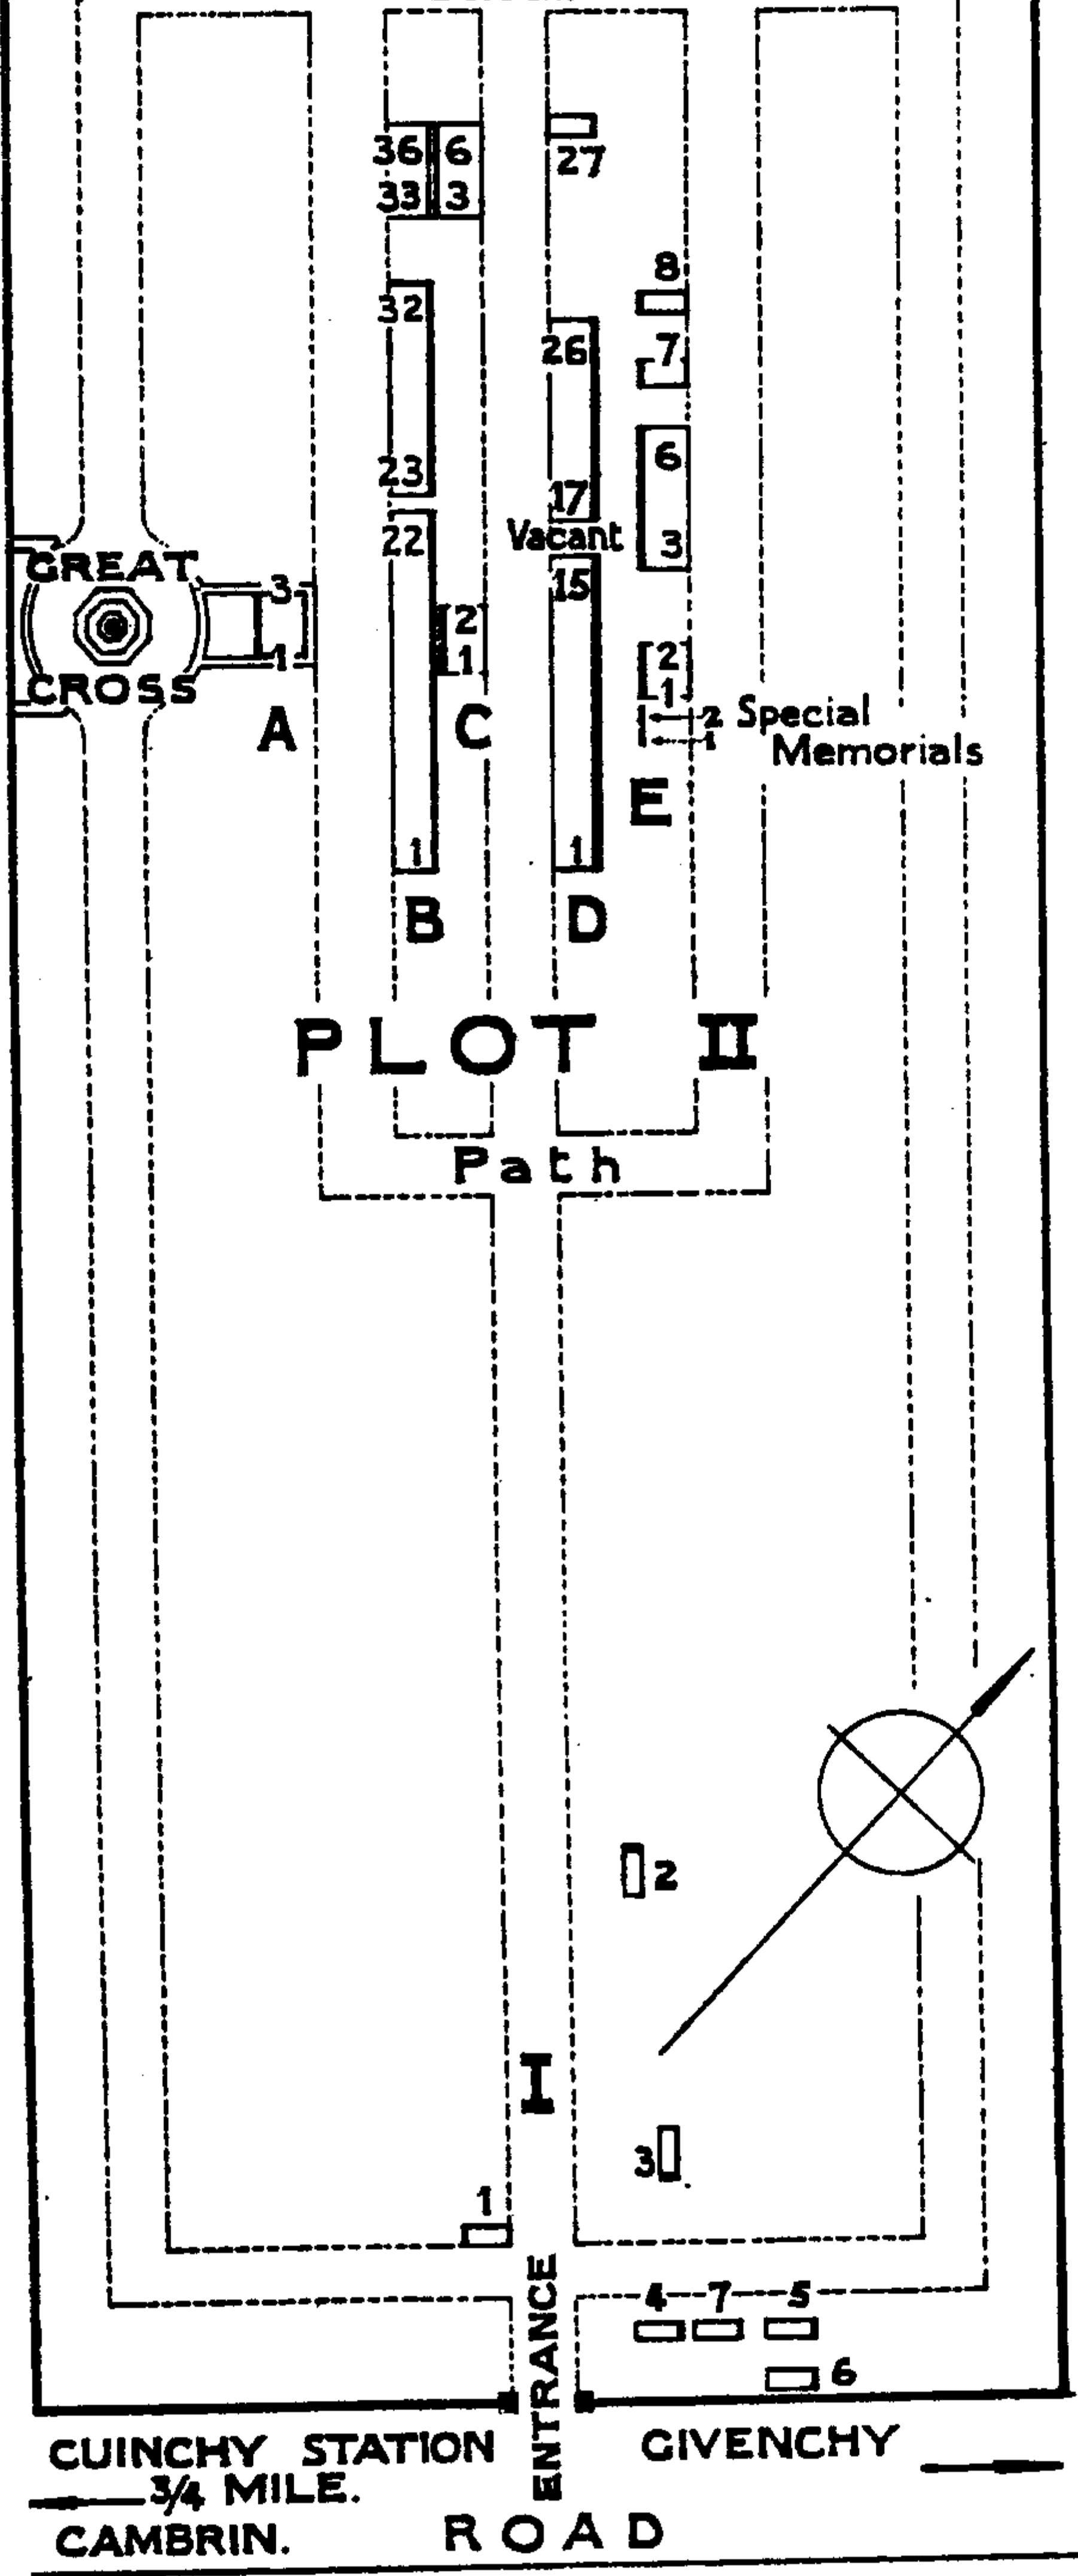 36 6
33 3
27
8
32
26
7
23
6
17
22
Vacant
3
GREAT
15
3
2
1
1
2
1
CROSS
2 Special
1
Memorials
A
C
E
1
1
B
D
PLOT II
Path
2
I
3
1
ENTRANCE
4 7 5
6
CUINCHY STATION
GIVENCHY
3/4 MILE.
CAMBRIN.
ROAD